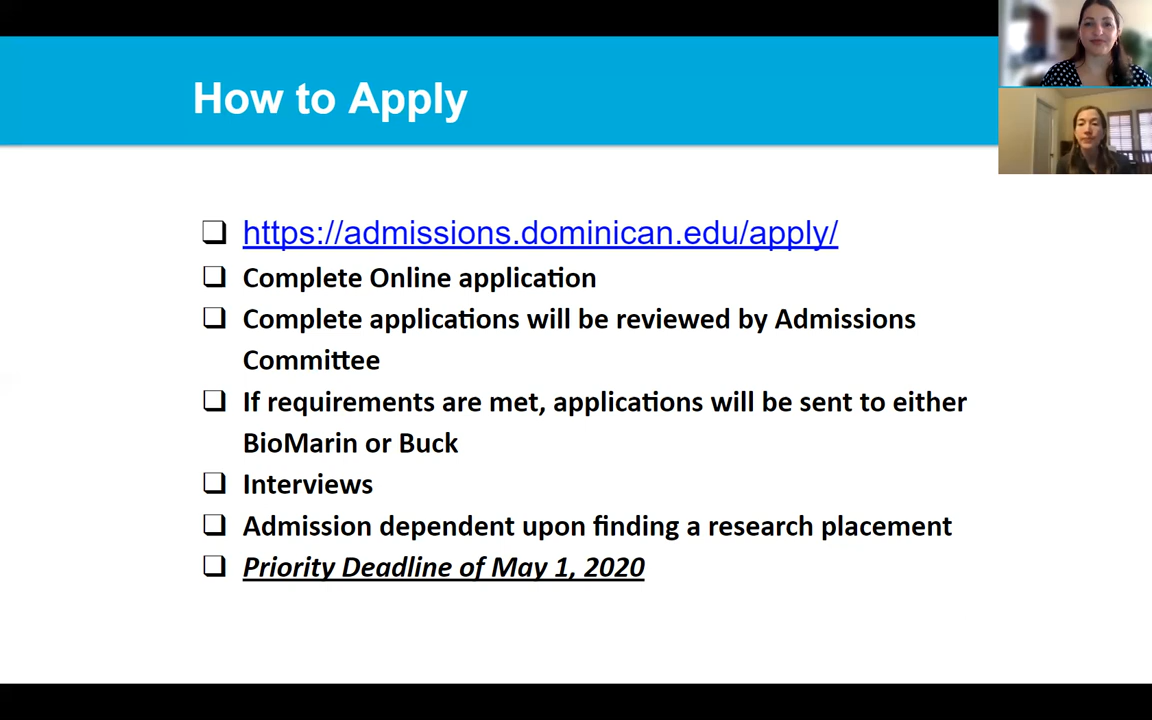 How to Apply
❏ https://admissions.dominican.edu/apply/
❏ Complete Online application
❏ Complete applications will be reviewed by Admissions
Committee
❏ If requirements are met, applications will be sent to either
BioMarin or Buck
❏ Interviews
❏ Admission dependent upon finding a research placement
❏ Priority Deadline of May 1, 2020